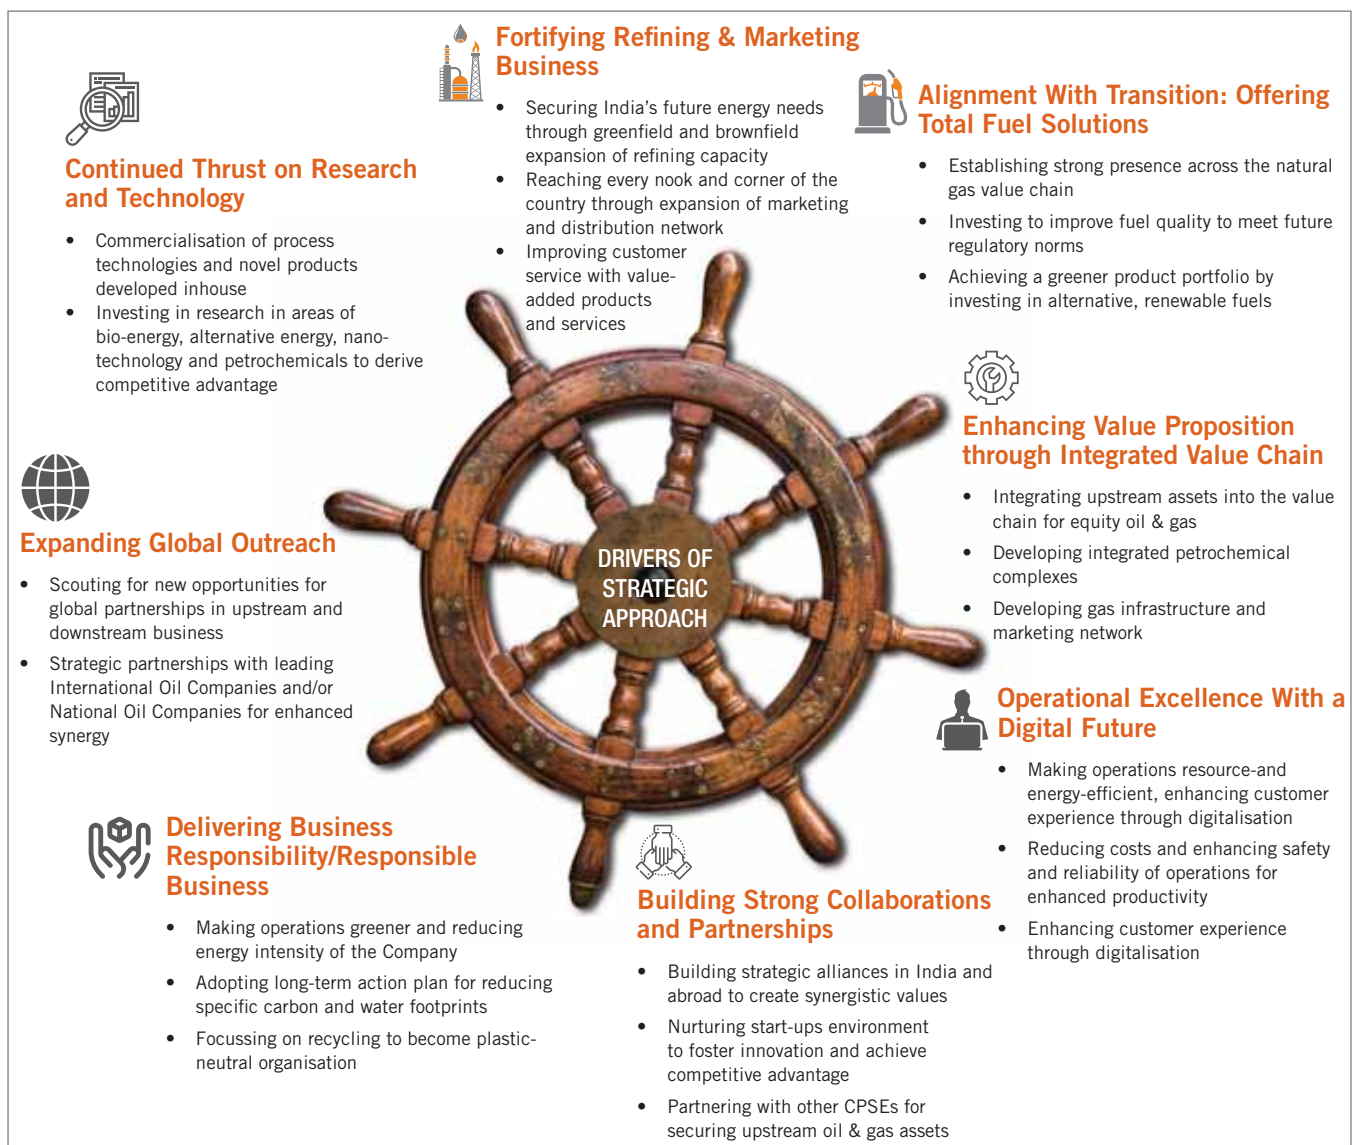 Fortifying Refining & Marketing
Business
• Securing India's future energy needs
through greenfield and brownfield
expansion of refining capacity
• Reaching every nook and corner of the
country through expansion of marketing
and distribution network
• Improving customer
service with value-
added products
and services
Alignment With Transition: Offering
Total Fuel Solutions
• Establishing strong presence across the natural
gas value chain
• Investing to improve fuel quality to meet future
regulatory norms
• Achieving a greener product portfolio by
investing in alternative, renewable fuels
Enhancing Value Proposition
through Integrated Value Chain
• Integrating upstream assets into the value
chain for equity oil & gas
• Developing integrated petrochemical
complexes
• Developing gas infrastructure and
marketing network
Operational Excellence With a
Digital Future
• Making operations resource-and
energy-efficient, enhancing customer
experience through digitalisation
• Reducing costs and enhancing safety
and reliability of operations for
enhanced productivity
• Enhancing customer experience
through digitalisation
Building Strong Collaborations
and Partnerships
• Building strategic alliances in India and
abroad to create synergistic values
• Nurturing start-ups environment
to foster innovation and achieve
competitive advantage
• Partnering with other CPSEs for
securing upstream oil & gas assets
Delivering Business
Responsibility/Responsible
Business
• Making operations greener and reducing
energy intensity of the Company
• Adopting long-term action plan for reducing
specific carbon and water footprints
• Focussing on recycling to become plastic-
neutral organisation
Expanding Global Outreach
• Scouting for new opportunities for
global partnerships in upstream and
downstream business
• Strategic partnerships with leading
International Oil Companies and/or
National Oil Companies for enhanced
synergy
Continued Thrust on Research
and Technology
• Commercialisation of process
technologies and novel products
developed inhouse
• Investing in research in areas of
bio-energy, alternative energy, nano-
technology and petrochemicals to derive
competitive advantage
DRIVERS OF
STRATEGIC
APPROACH